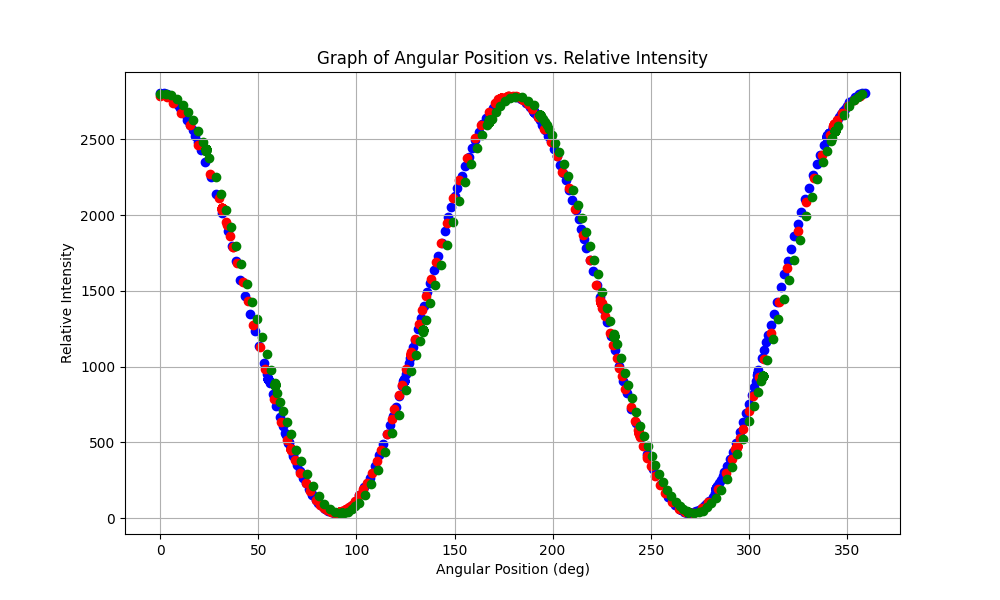 Graph of Angular Position vs. Relative Intensity
Relative Intensity
2500
2000
1500
1000
500
0
0 50 100 150 200 250 300 350
Angular Position (deg)